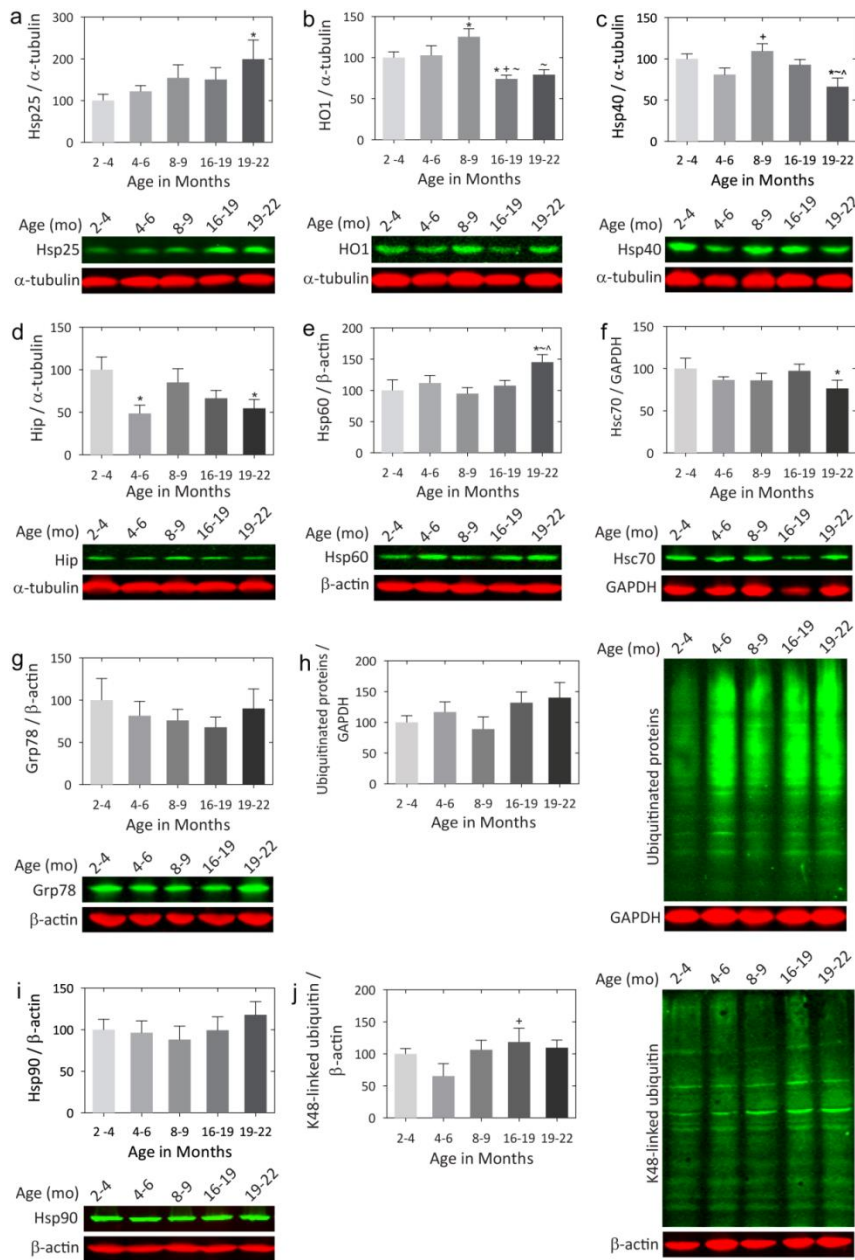 a
Hsp25 / α-tubulin
300
200
100
0
*
2 -4 4-6 8-9 16-19 19-22
Age in Months
Age (mo) 2-4 4-6 8-9 16-19 19-22
Hsp25
α-tubulin
b
HO1 / α-tubulin
150
100
50
0
* * + ~ ~
2 -4 4-6 8-9 16-19 19-22
Age in Months
Age (mo) 2-4 4-6 8-9 16-19 19-22
HO1
α-tubulin
c
Hsp40 / α-tubulin
150
100
50
0
+ *~^
2 -4 4-6 8-9 16-19 19-22
Age in Months
Age (mo) 2-4 4-6 8-9 16-19 19-22
Hsp40
α-tubulin
d
Hip / α-tubulin
150
100
50
0
* *
2 -4 4-6 8-9 16-19 19-22
Age in Months
Age (mo) 2-4 4-6 8-9 16-19 19-22
Hip
α-tubulin
e
Hsp60 / β-actin
200
150
100
50
0
*~^
2 -4 4-6 8-9 16-19 19-22
Age in Months
Age (mo) 2-4 4-6 8-9 16-19 19-22
Hsp60
β-actin
f
Hsc70 / GAPDH
150
100
50
0
*
2 -4 4-6 8-9 16-19 19-22
Age in Months
Age (mo) 2-4 4-6 8-9 16-19 19-22
Hsc70
GAPDH
g
Grp78 / β-actin
150
100
50
0
2-4 4-6 8-9 16-19 19-22
Age in Months
Age (mo) 2-4 4-6 8-9 16-19 19-22
Grp78
β-actin
h
Ubiquitinated proteins /
GAPDH
200
150
100
50
0
2 -4 4-6 8-9 16-19 19-22
Age in Months
Age (mo) 2-4 4-6 8-9 16-19 19-22
Ubiquitinated proteins
GAPDH
i
Hsp90 / β-actin
150
100
50
0
2 -4 4-6 8-9 16-19 19-22
Age in Months
Age (mo) 2-4 4-6 8-9 16-19 19-22
Hsp90
β-actin
j
K48-linked ubiquitin /
β-actin
200
150
100
50
0
+
2-4 4-6 8-9 16-19 19-22
Age in Months
Age (mo) 2-4 4-6 8-9 16-19 19-22
K48-linked ubiquitin
β-actin